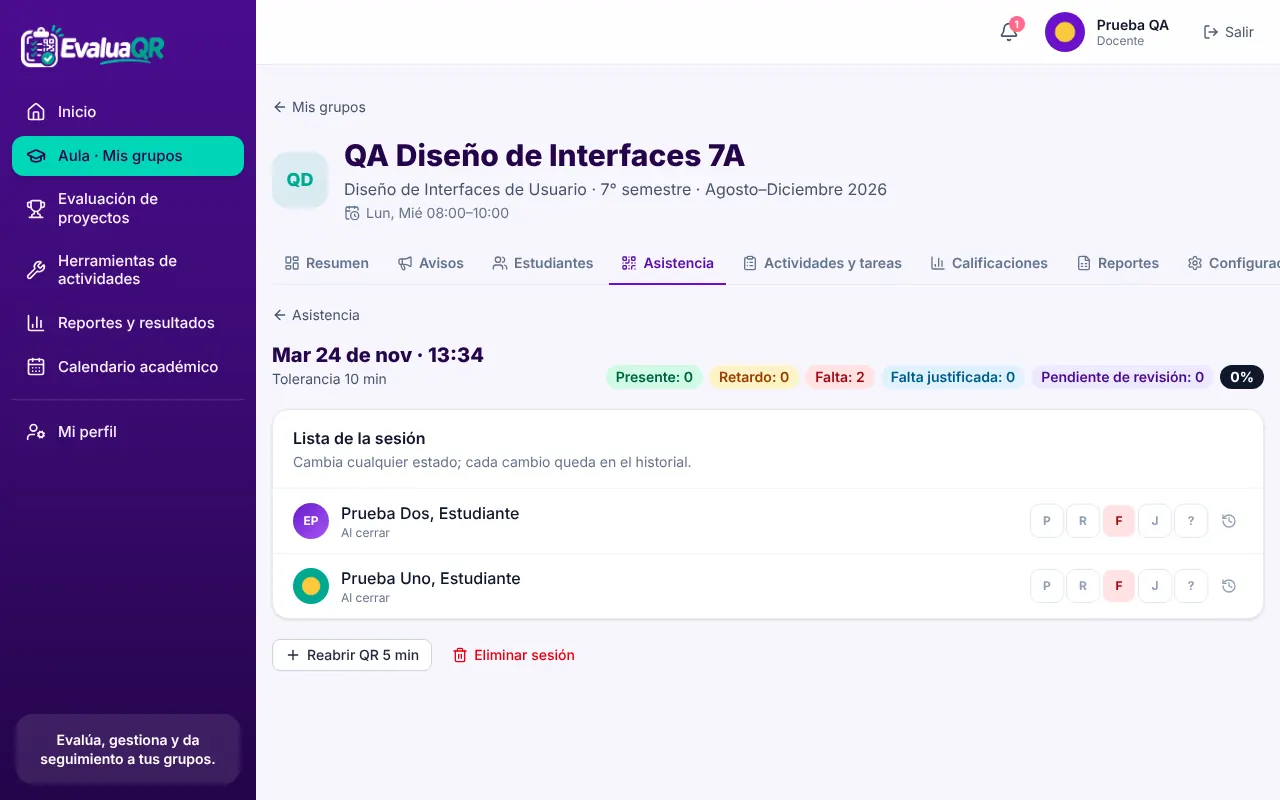 EvaluaQR
1
Prueba QA
Docente
Salir
Inicio
Aula · Mis grupos
Evaluación de
proyectos
Herramientas de
actividades
Reportes y resultados
Calendario académico
Mi perfil
Evalúa, gestiona y da
seguimiento a tus grupos.
Mis grupos
QD
QA Diseño de Interfaces 7A
Diseño de Interfaces de Usuario · 7° semestre · Agosto–Diciembre 2026
Lun, Mié 08:00–10:00
Resumen Avisos Estudiantes Asistencia Actividades y tareas Calificaciones Reportes Configurac
Asistencia
Mar 24 de nov · 13:34
Tolerancia 10 min
Presente: 0 Retardo: 0 Falta: 2 Falta justificada: 0 Pendiente de revisión: 0 0%
Lista de la sesión
Cambia cualquier estado; cada cambio queda en el historial.
EP Prueba Dos, Estudiante
Al cerrar
P R F J ?
Prueba Uno, Estudiante
Al cerrar
P R F J ?
Reabrir QR 5 min Eliminar sesión